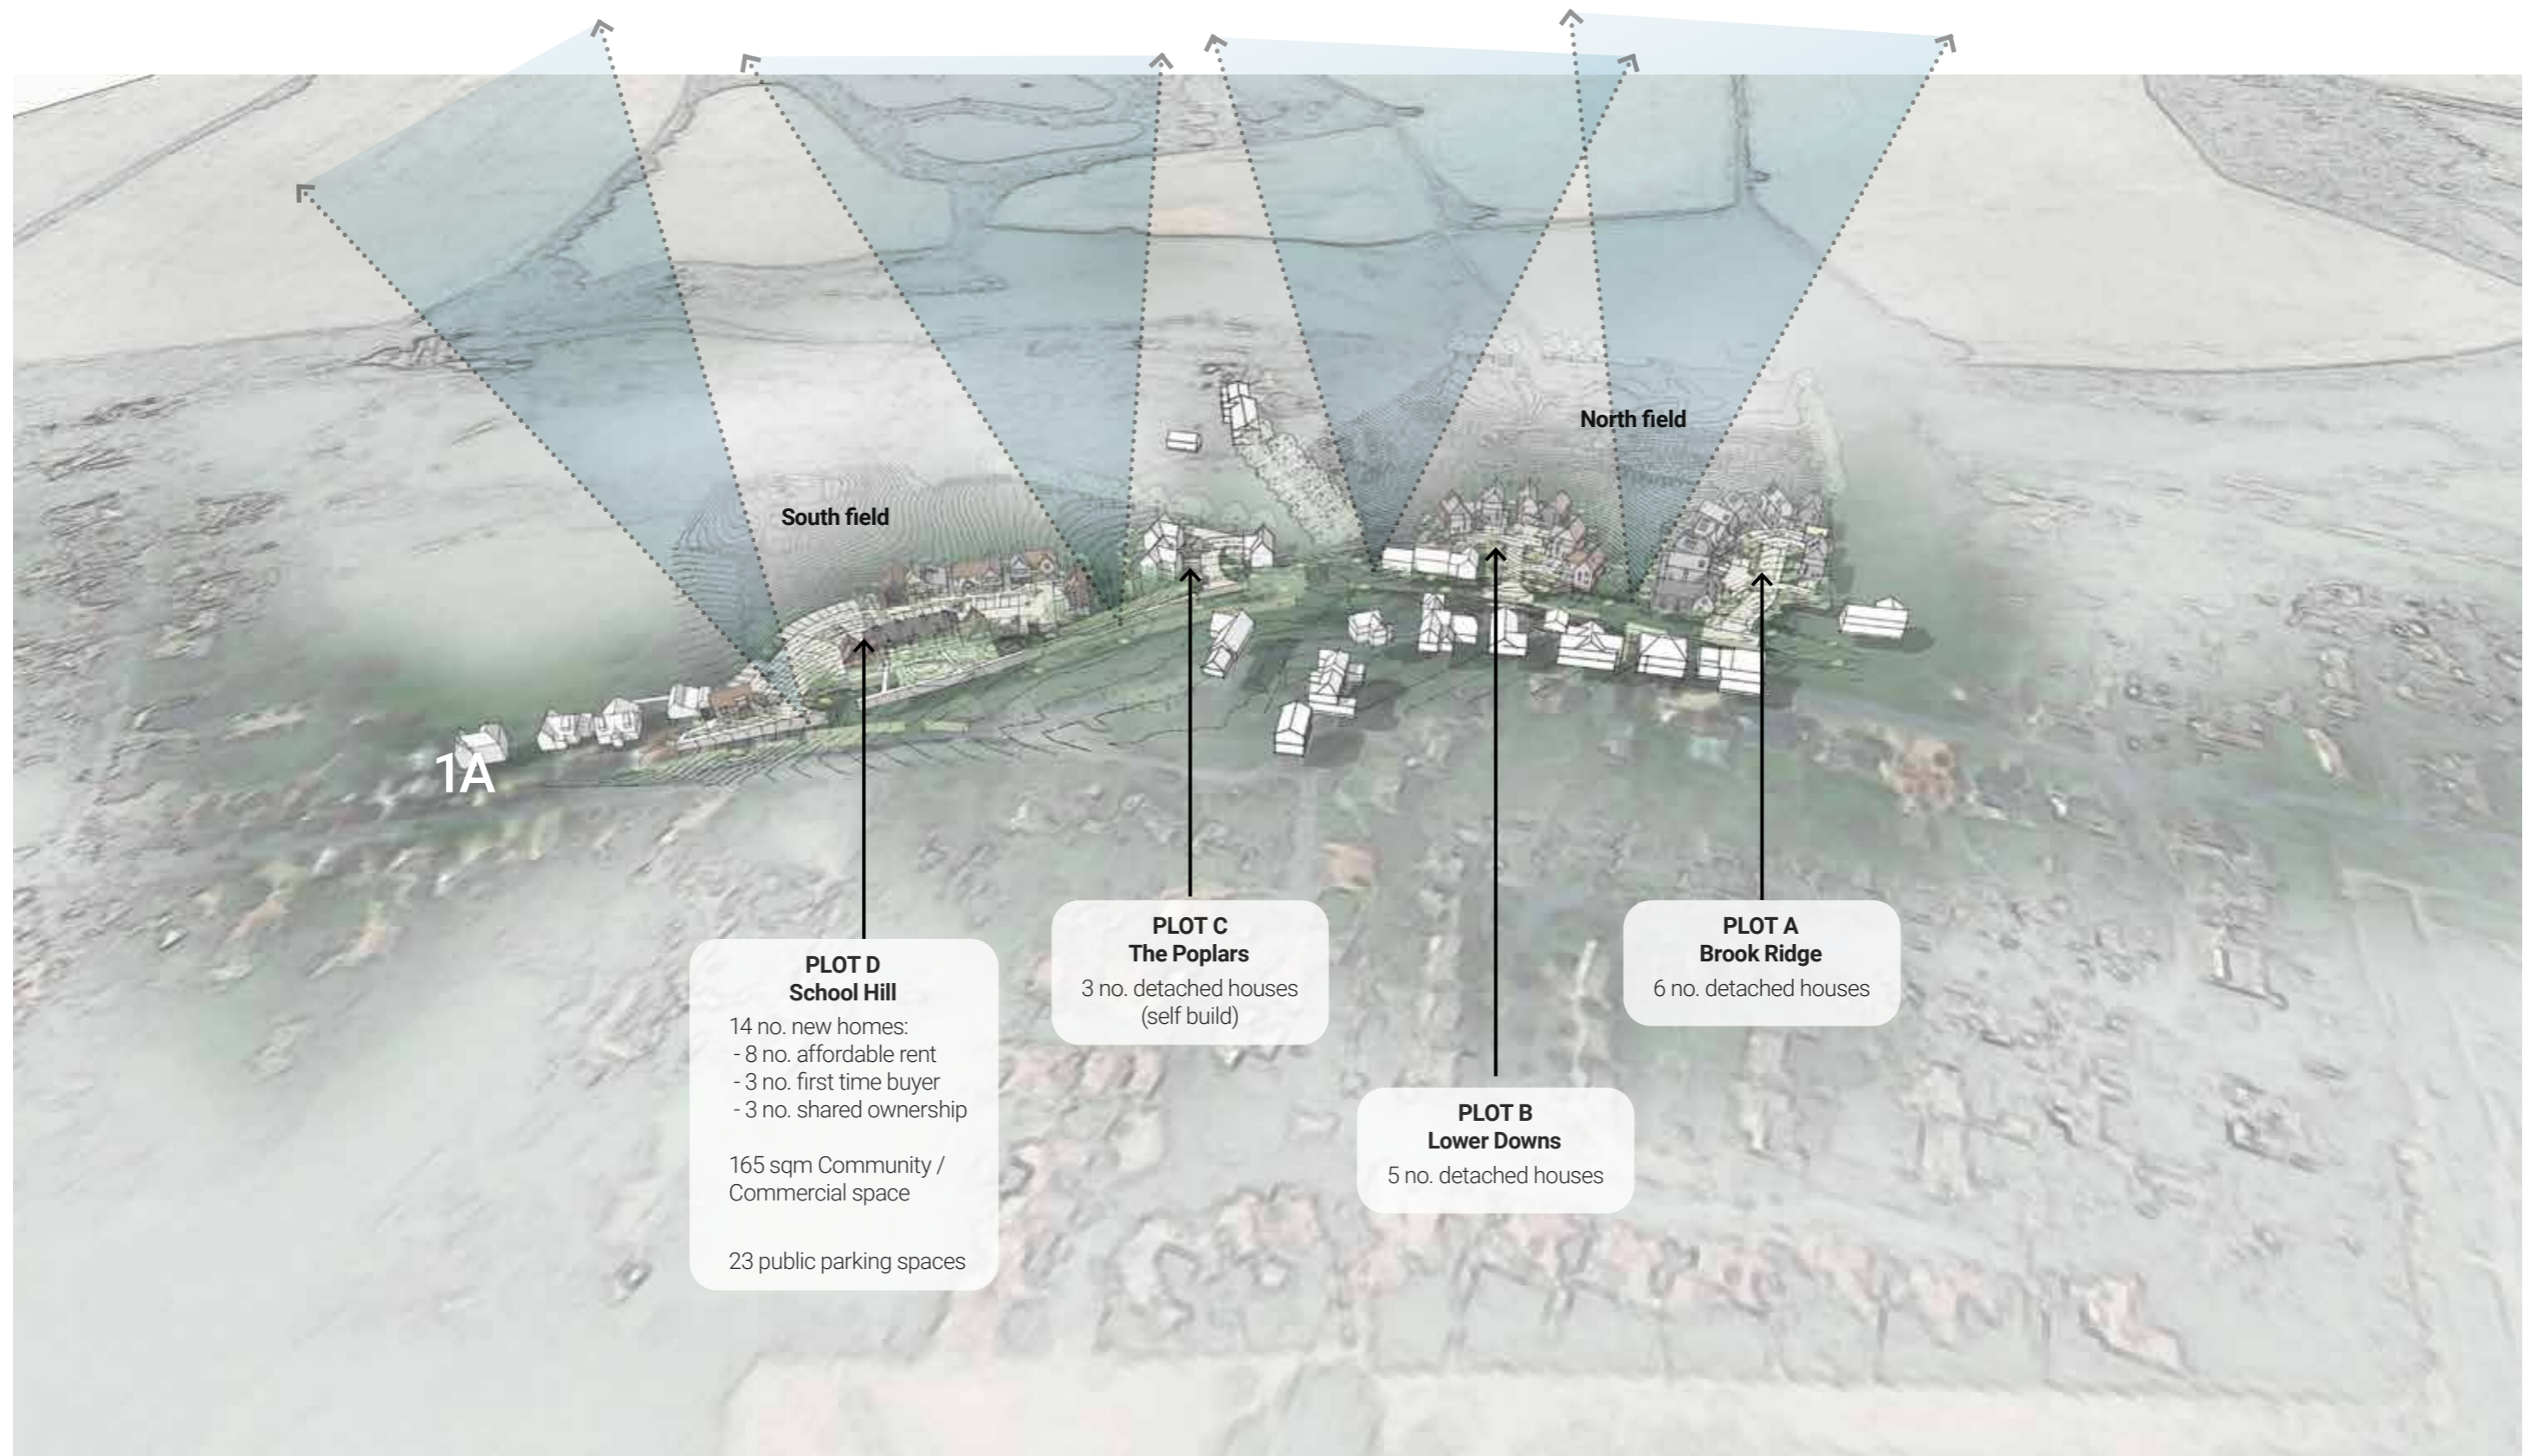 North field
South field
1A
PLOT D
School Hill
14 no. new homes:
- 8 no. affordable rent
- 3 no. first time buyer
- 3 no. shared ownership
165 sqm Community /
Commercial space
23 public parking spaces
PLOT C
The Poplars
3 no. detached houses
(self build)
PLOT B
Lower Downs
5 no. detached houses
PLOT A
Brook Ridge
6 no. detached houses